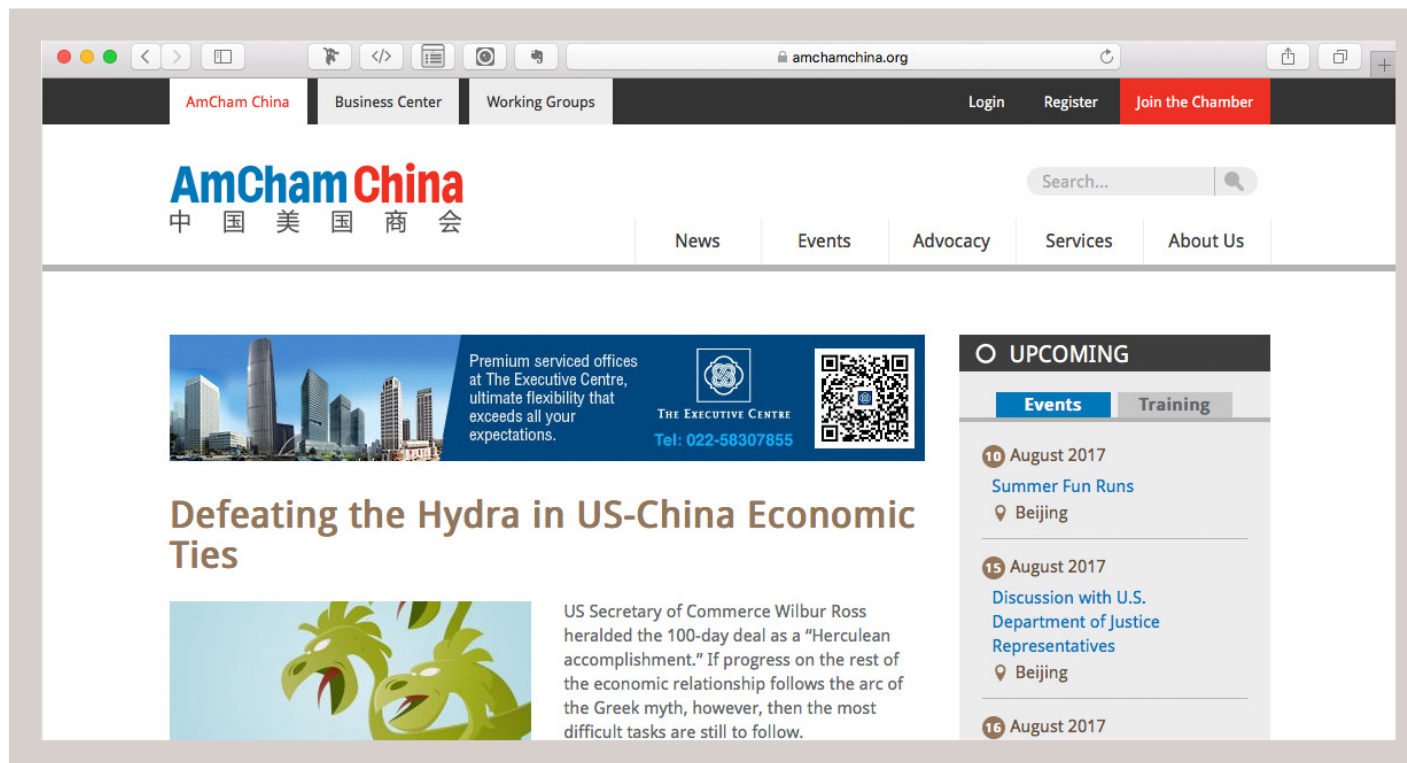 amchamchina.org
AmCham China
Business Center
Working Groups
Login
Register
Join the Chamber
AmCham China
中国美国商会
Search...
News
Events
Advocacy
Services
About Us
Premium serviced offices
at The Executive Centre,
ultimate flexibility that
exceeds all your
expectations.
THE EXECUTIVE CENTRE
Tel: 022-58307855
Defeating the Hydra in US-China Economic
Ties
US Secretary of Commerce Wilbur Ross
heralded the 100-day deal as a “Herculean
accomplishment.” If progress on the rest of
the economic relationship follows the arc of
the Greek myth, however, then the most
difficult tasks are still to follow.
UPCOMING
Events
Training
10 August 2017
Summer Fun Runs
Beijing
15 August 2017
Discussion with U.S.
Department of Justice
Representatives
Beijing
16 August 2017